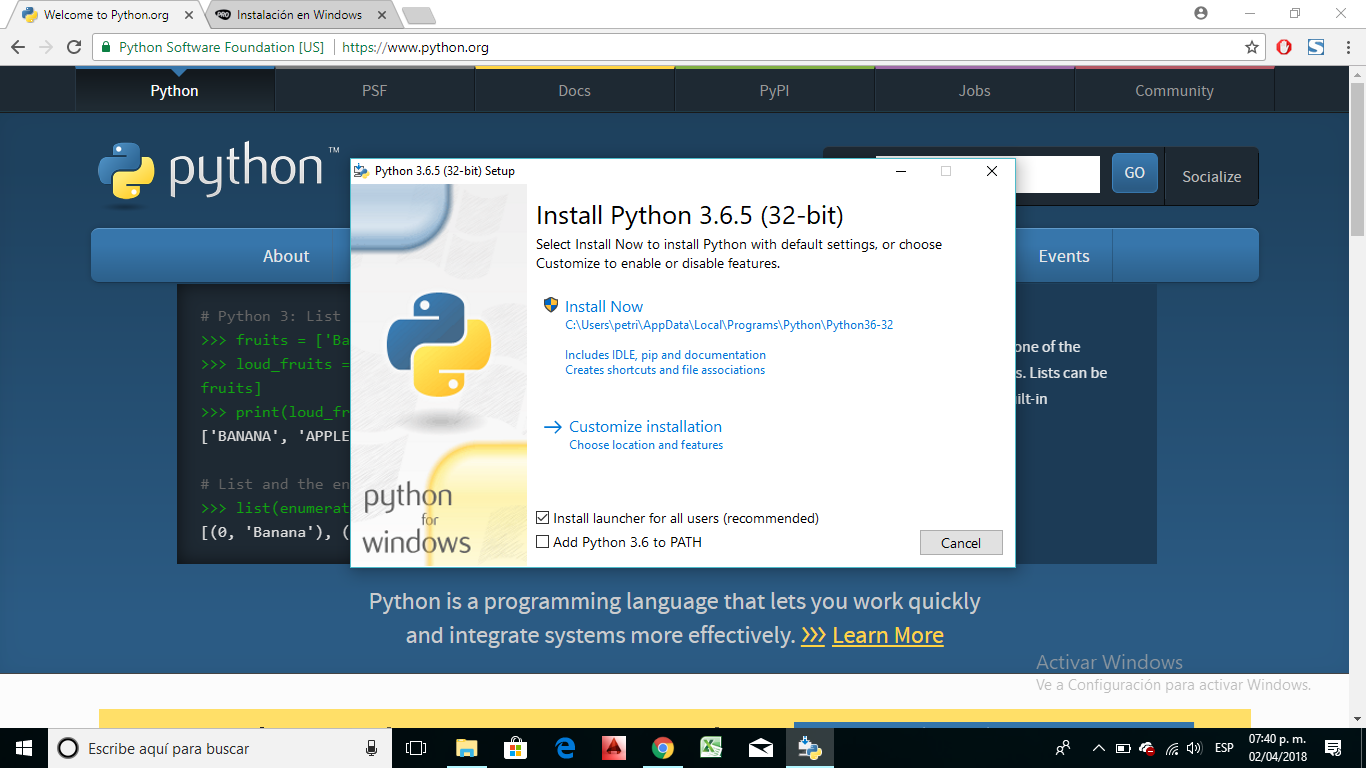 Welcome to Python.org
Instalación en Windows
Python Software Foundation [US]
https://www.python.org
Python
PSF
Docs
PyPI
Jobs
Community
python™
GO
Socialize
About
Events
# Python 3: List
>>> fruits = ['Ba
>>> loud_fruits =
fruits]
>>> print(loud_fr
['BANANA', 'APPLE
# List and the en
>>> list(enumerat
[(0, 'Banana'), (
one of the
s. Lists can be
ilt-in
Python 3.6.5 (32-bit) Setup
Install Python 3.6.5 (32-bit)
Select Install Now to install Python with default settings, or choose
Customize to enable or disable features.
Install Now
C:\Users\petri\AppData\Local\Programs\Python\Python36-32
Includes IDLE, pip and documentation
Creates shortcuts and file associations
Customize installation
Choose location and features
python
for
windows
Install launcher for all users (recommended)
Add Python 3.6 to PATH
Cancel
Python is a programming language that lets you work quickly
and integrate systems more effectively. >>> Learn More
Activar Windows
Ve a Configuración para activar Windows.
Escribe aquí para buscar
ESP
07:40 p. m.
02/04/2018